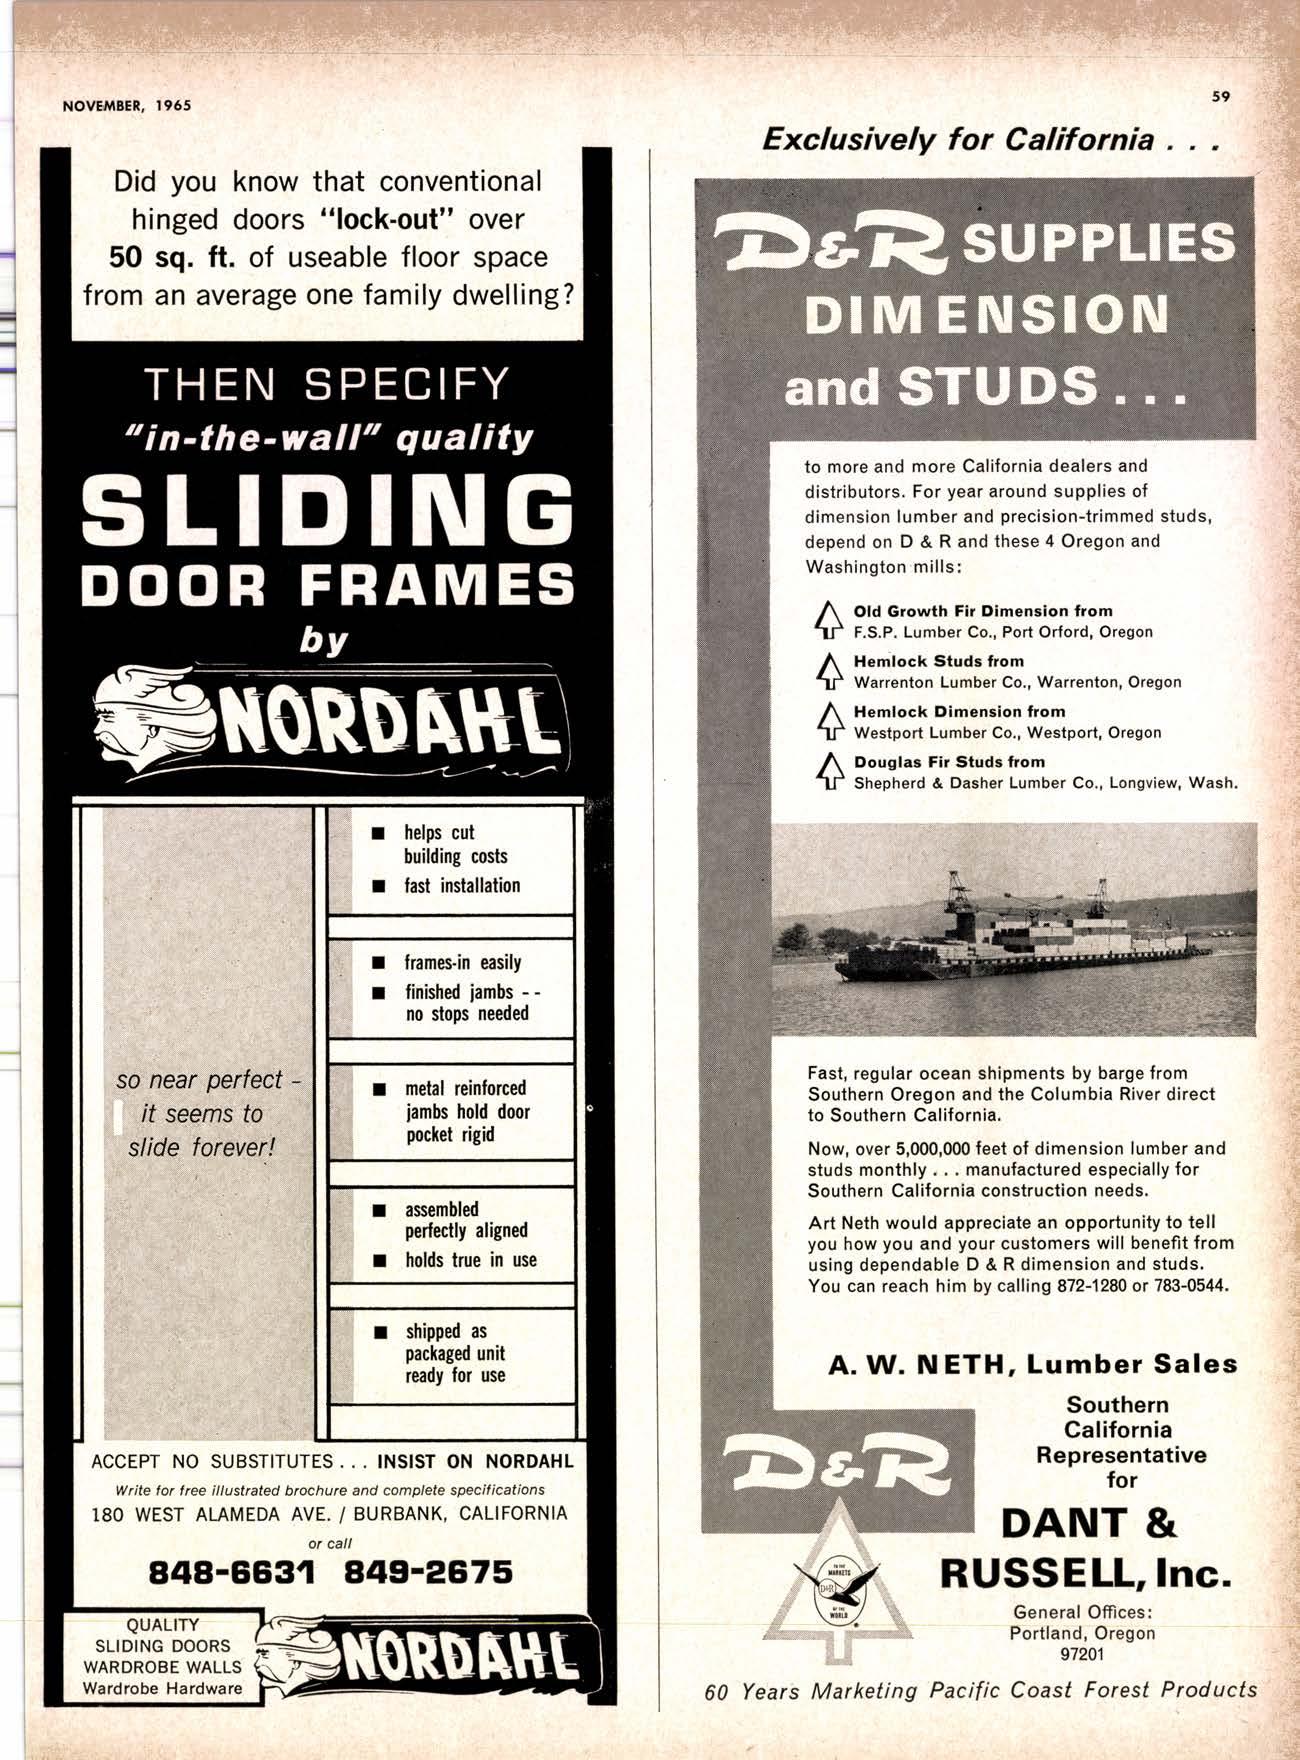 NOVEMBER, 1965
59
Did you know that conventional
hinged doors "lock-out" over
50 sq. ft. of useable floor space
from an average one family dwelling?
THEN SPECIFY
"in-the-wall" quality
SLIDING
DOOR FRAMES
by
NORDAHL
■ helps cut
building costs
■ fast installation
■ frames-in easily
■ finished jambs --
no stops needed
so near perfect -
it seems to
slide forever!
■ metal reinforced
jambs hold door
pocket rigid
■ assembled
perfectly aligned
■ holds true in use
■ shipped as
packaged unit
ready for use
ACCEPT NO SUBSTITUTES... INSIST ON NORDAHL
Write for free illustrated brochure and complete specifications
180 WEST ALAMEDA AVE. / BURBANK, CALIFORNIA
or call
848-6631 849-2675
QUALITY
SLIDING DOORS
WARDROBE WALLS
Wardrobe Hardware
NORDAHL
Exclusively for California . . .
D&R SUPPLIES
DIMENSION
and STUDS...
to more and more California dealers and
distributors. For year around supplies of
dimension lumber and precision-trimmed studs,
depend on D & R and these 4 Oregon and
Washington mills:
Old Growth Fir Dimension from
F.S.P. Lumber Co., Port Orford, Oregon
Hemlock Studs from
Warrenton Lumber Co., Warrenton, Oregon
Hemlock Dimension from
Westport Lumber Co., Westport, Oregon
Douglas Fir Studs from
Shepherd & Dasher Lumber Co., Longview, Wash.
Fast, regular ocean shipments by barge from
Southern Oregon and the Columbia River direct
to Southern California.
Now, over 5,000,000 feet of dimension lumber and
studs monthly . . . manufactured especially for
Southern California construction needs.
Art Neth would appreciate an opportunity to tell
you how you and your customers will benefit from
using dependable D & R dimension and studs.
You can reach him by calling 872-1280 or 783-0544.
A. W. NETH, Lumber Sales
Southern
California
Representative
for
DANT &
RUSSELL, Inc.
General Offices:
Portland, Oregon
97201
D&R
TO THE
MARKETS
D&R
OF THE
WORLD
60 Years Marketing Pacific Coast Forest Products